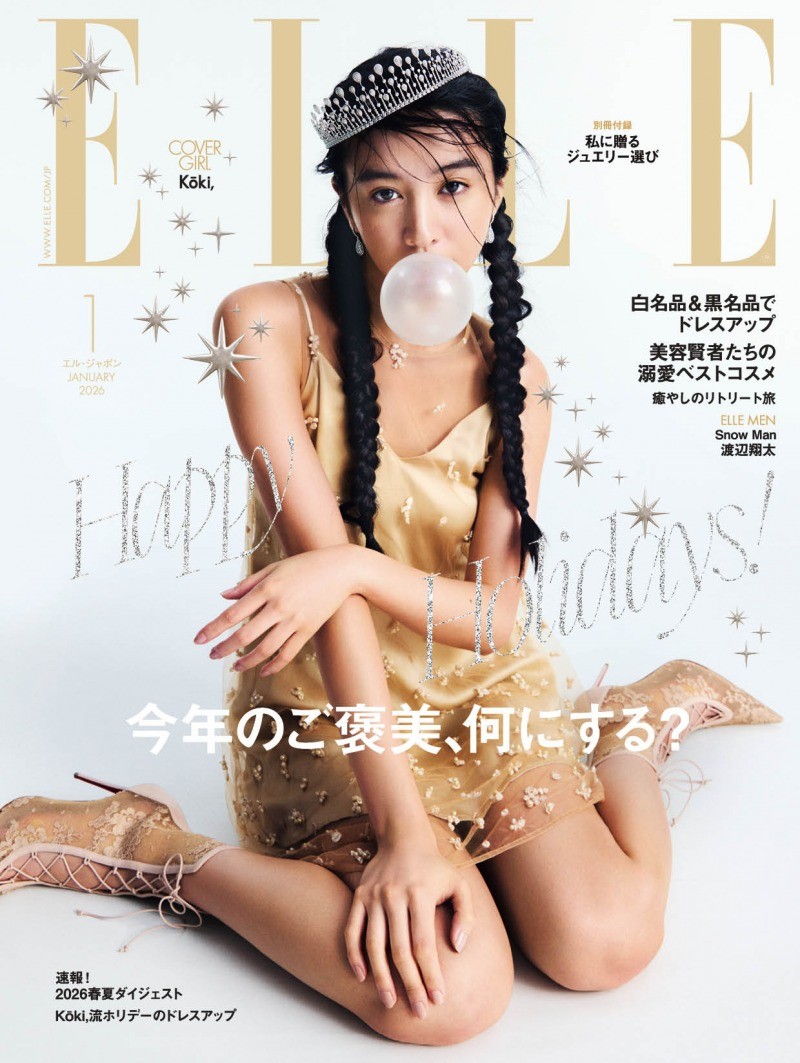 ELLE
WWW.ELLE.COM/JP
COVER
GIRL
Kōki,
別冊付録
私に贈る
ジュエリー選び
1
エル・ジャポン
JANUARY
2026
白名品&黒名品で
ドレスアップ
美容賢者たちの
溺愛ベストコスメ
癒やしのリトリート旅
ELLE MEN
Snow Man
渡辺翔太
Happy
Holidays!
今年のご褒美、何にする?
速報!
2026春夏ダイジェスト
Kōki,流ホリデーのドレスアップ